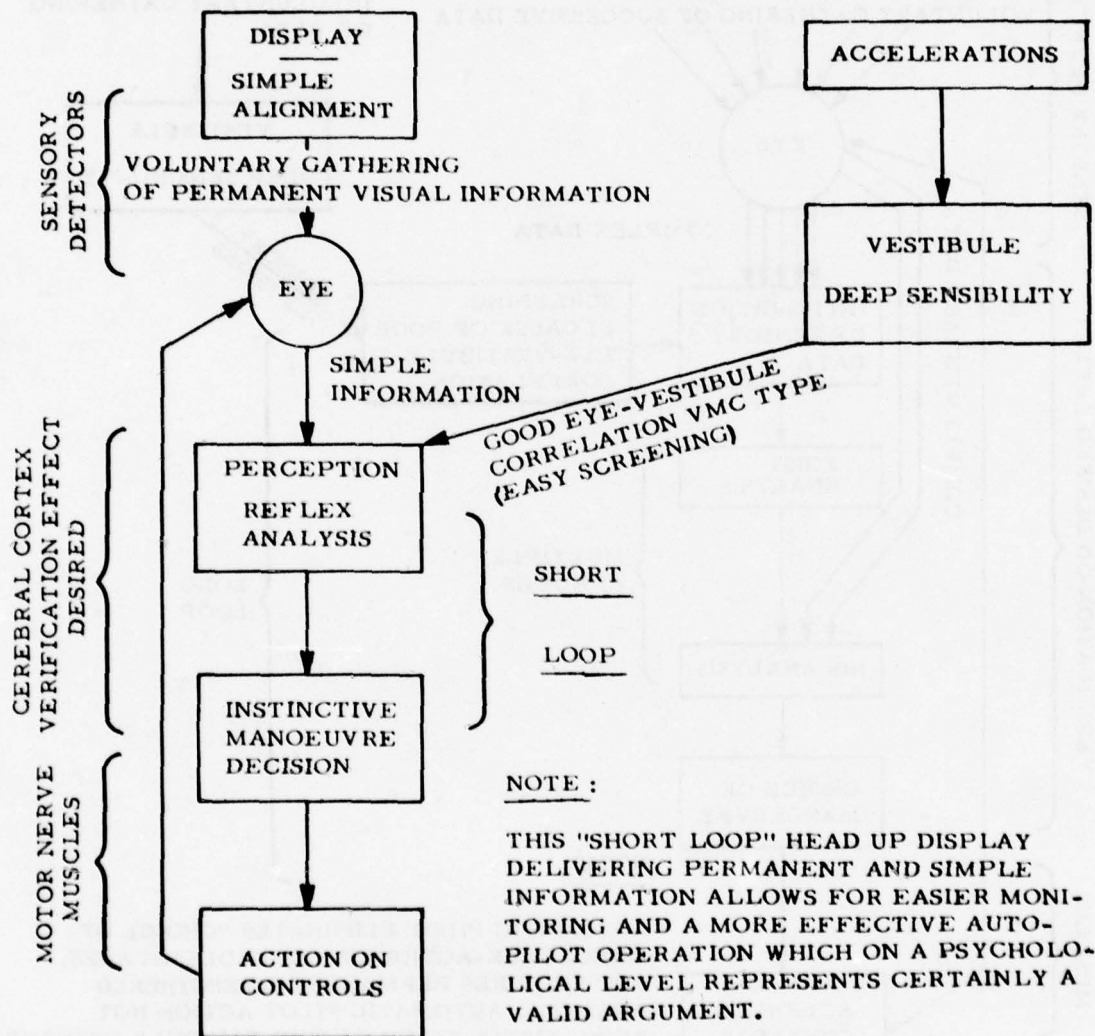 DISPLAY
SIMPLE
ALIGNMENT
ACCELERATIONS
SENSORY
DETECTORS
VOLUNTARY GATHERING
OF PERMANENT VISUAL INFORMATION
EYE
VESTIBULE
DEEP SENSIBILITY
SIMPLE
INFORMATION
GOOD EYE-VESTIBULE
CORRELATION VMC TYPE
(EASY SCREENING)
CEREBRAL CORTEX
VERIFICATION EFFECT
DESIRED
PERCEPTION
REFLEX
ANALYSIS
SHORT
LOOP
INSTINCTIVE
MANOEUVRE
DECISION
MOTOR NERVE
MUSCLES
ACTION ON
CONTROLS
NOTE :
THIS "SHORT LOOP" HEAD UP DISPLAY
DELIVERING PERMANENT AND SIMPLE
INFORMATION ALLOWS FOR EASIER MONI-
TORING AND A MORE EFFECTIVE AUTO-
PILOT OPERATION WHICH ON A PSYCHOLO-
LICAL LEVEL REPRESENTS CERTAINLY A
VALID ARGUMENT.